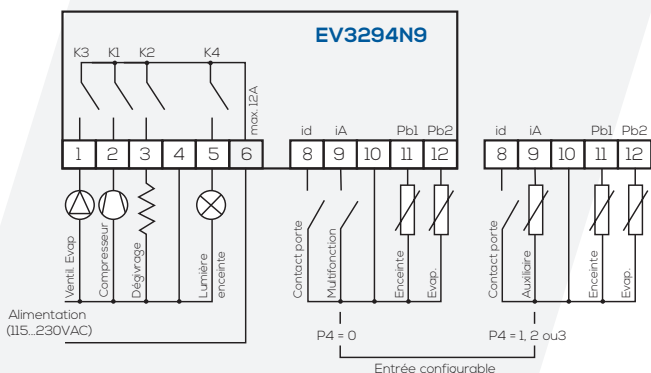 EV3294N9
K3 K1 K2 K4
max. 12A
id iA Pb1 Pb2 id iA Pb1 Pb2
1 2 3 4 5 6 8 9 10 11 12 8 9 10 11 12
Ventil. Evap
Compresseur
Dégivrage
Lumière
enceinte
Contact porte
Multifonction
Enceinte
Evap.
Contact porte
Auxiliaire
Enceinte
Evap.
Alimentation
(115...230VAC)
P4 = 0 P4 = 1, 2 ou3
Entrée configurable